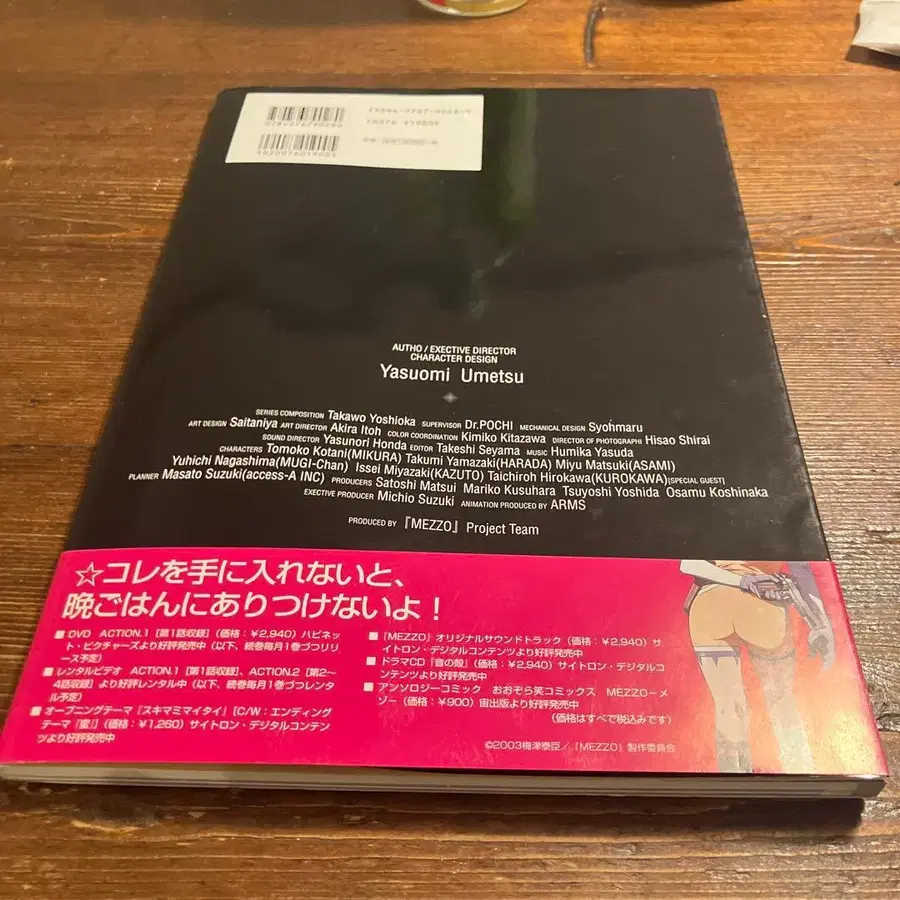 AUTHO / EXECTIVE DIRECTOR
CHARACTER DESIGN
Yasuomi Umetsu
SERIES COMPOSITION Takawo Yoshioka SUPERVISOR Dr.POCHI MECHANICAL DESIGN Syohmaru
ART DESIGN Saitaniya ART DIRECTOR Akira Itoh COLOR COORDINATION Kimiko Kitazawa DIRECTOR OF PHOTOGRAPHI Hisao Shirai
SOUND DIRECTOR Yasunori Honda EDITOR Takeshi Seyama MUSIC Humika Yasuda
CHARACTERS Tomoko Kotani(MIKURA) Takumi Yamazaki(HARADA) Miyu Matsuki(ASAMI)
Yuhichi Nagashima(MUGI-Chan) Issei Miyazaki(KAZUTO) Taichiroh Hirokawa(KUROKAWA)[SPECIAL GUEST]
PLANNER Masato Suzuki(access-A INC) PRODUCERS Satoshi Matsui Mariko Kusuhara Tsuyoshi Yoshida Osamu Koshinaka
EXECTIVE PRODUCER Michio Suzuki ANIMATION PRODUCED BY ARMS
PRODUCED BY 『MEZZO』 Project Team
☆コレを手に入れないと、
晩ごはんにありつけないよ！
■DVD ACTION.1［第1話収録］（価格：￥2,940）ハピネッ
ト・ピクチャーズより好評発売中（以下、続巻毎月1巻づつリリ
ース予定）
■レンタルビデオ ACTION.1［第1話収録］、ACTION.2［第2〜
4話収録］より好評レンタル中（以下、続巻毎月1巻づつレンタ
ル予定）
■オープニングテーマ「スキマミマイタイ」［C/W：エンディング
テーマ「蜜」］（価格：￥1,260）サイトロン・デジタルコンテン
ツより好評発売中
■『MEZZO』オリジナルサウンドトラック（価格：￥2,940）サ
イトロン・デジタルコンテンツより好評発売中
■ドラマCD『音の殻』（価格：￥2,940）サイトロン・デジタルコ
ンテンツより好評発売中
■アンソロジーコミック おおぞら笑コミックス MEZZO−メ
ゾー（価格：￥900）宙出版より好評発売中
（価格はすべて税込みです）
©2003梅津泰臣／『MEZZO』製作委員会